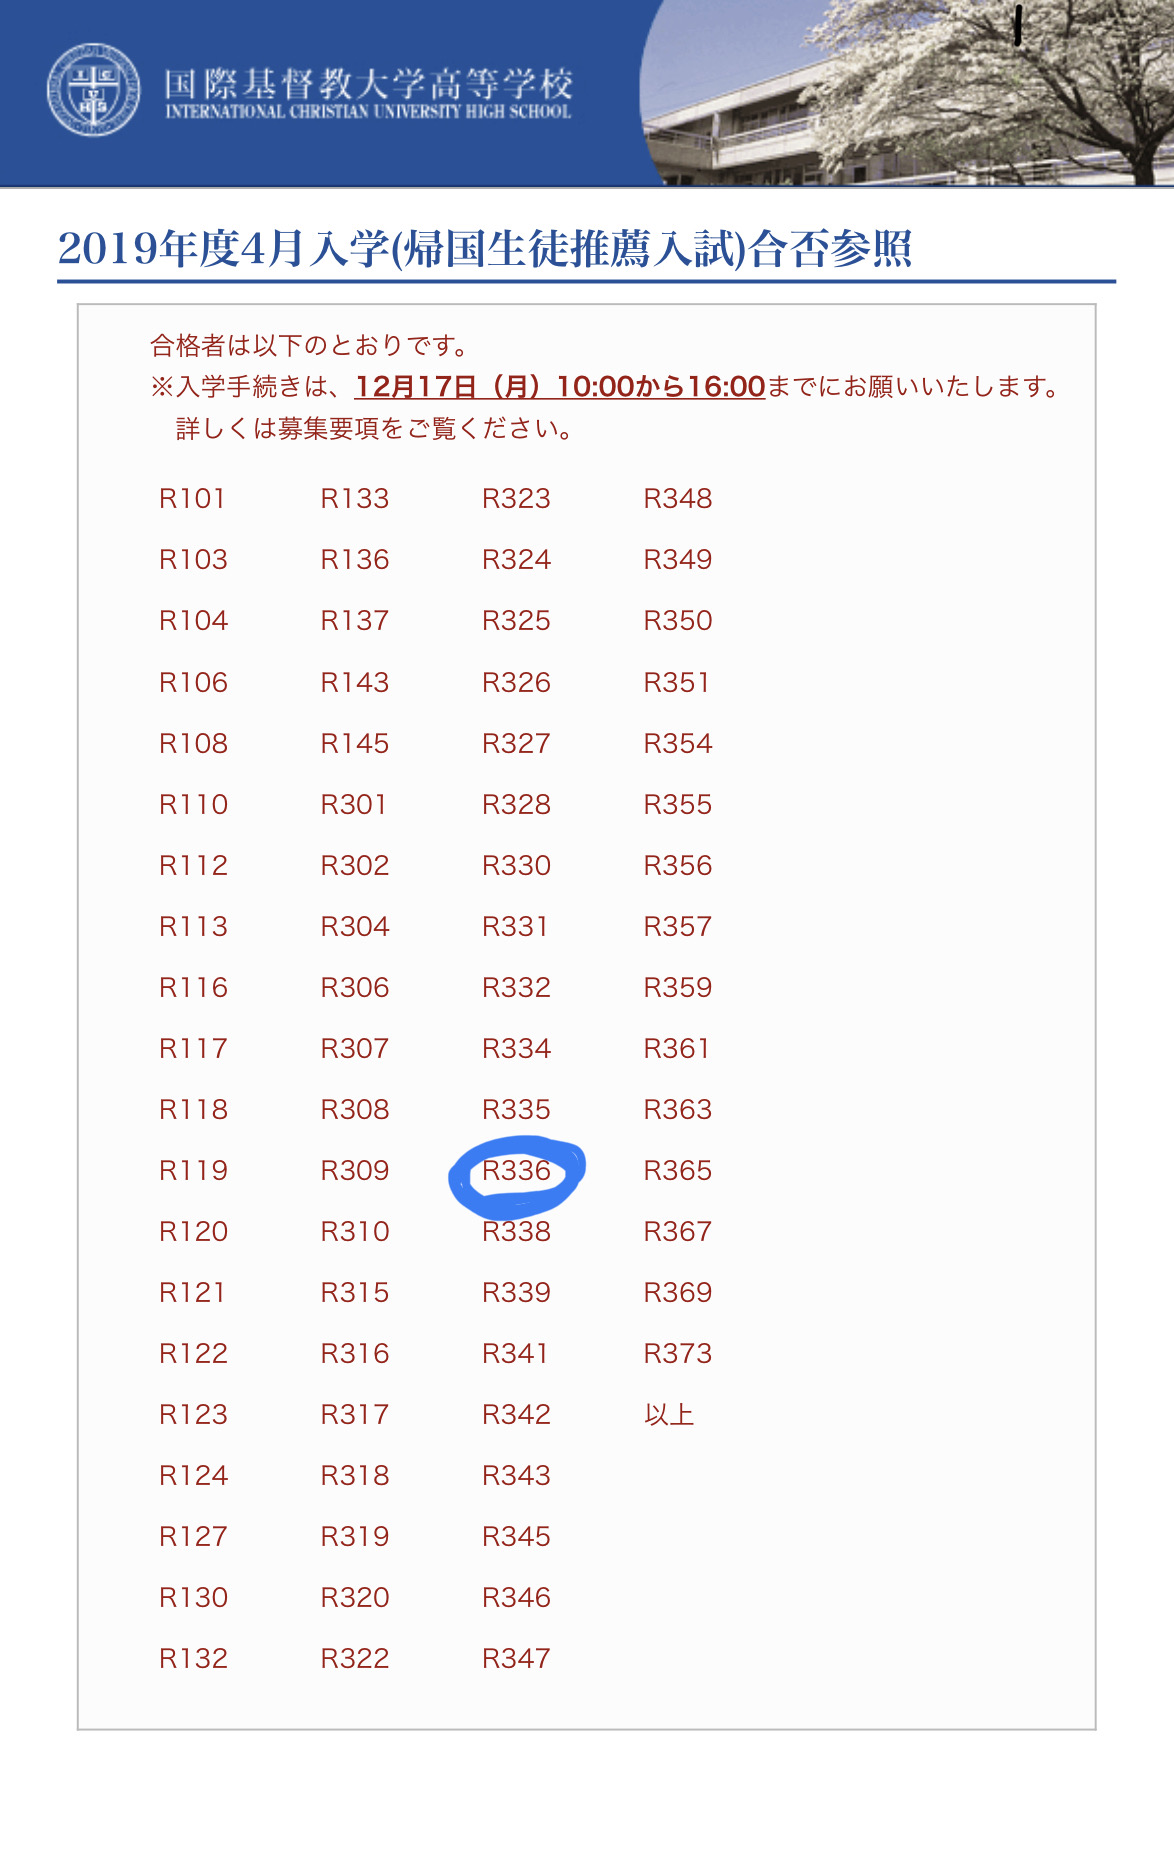 国際基督教大学高等学校
INTERNATIONAL CHRISTIAN UNIVERSITY HIGH SCHOOL
2019年度4月入学(帰国生徒推薦入試)合否参照
合格者は以下のとおりです。
※入学手続きは、12月17日（月）10:00から16:00までにお願いいたします。
詳しくは募集要項をご覧ください。
R101 R133 R323 R348
R103 R136 R324 R349
R104 R137 R325 R350
R106 R143 R326 R351
R108 R145 R327 R354
R110 R301 R328 R355
R112 R302 R330 R356
R113 R304 R331 R357
R116 R306 R332 R359
R117 R307 R334 R361
R118 R308 R335 R363
R119 R309 R336 R365
R120 R310 R338 R367
R121 R315 R339 R369
R122 R316 R341 R373
R123 R317 R342 以上
R124 R318 R343
R127 R319 R345
R130 R320 R346
R132 R322 R347